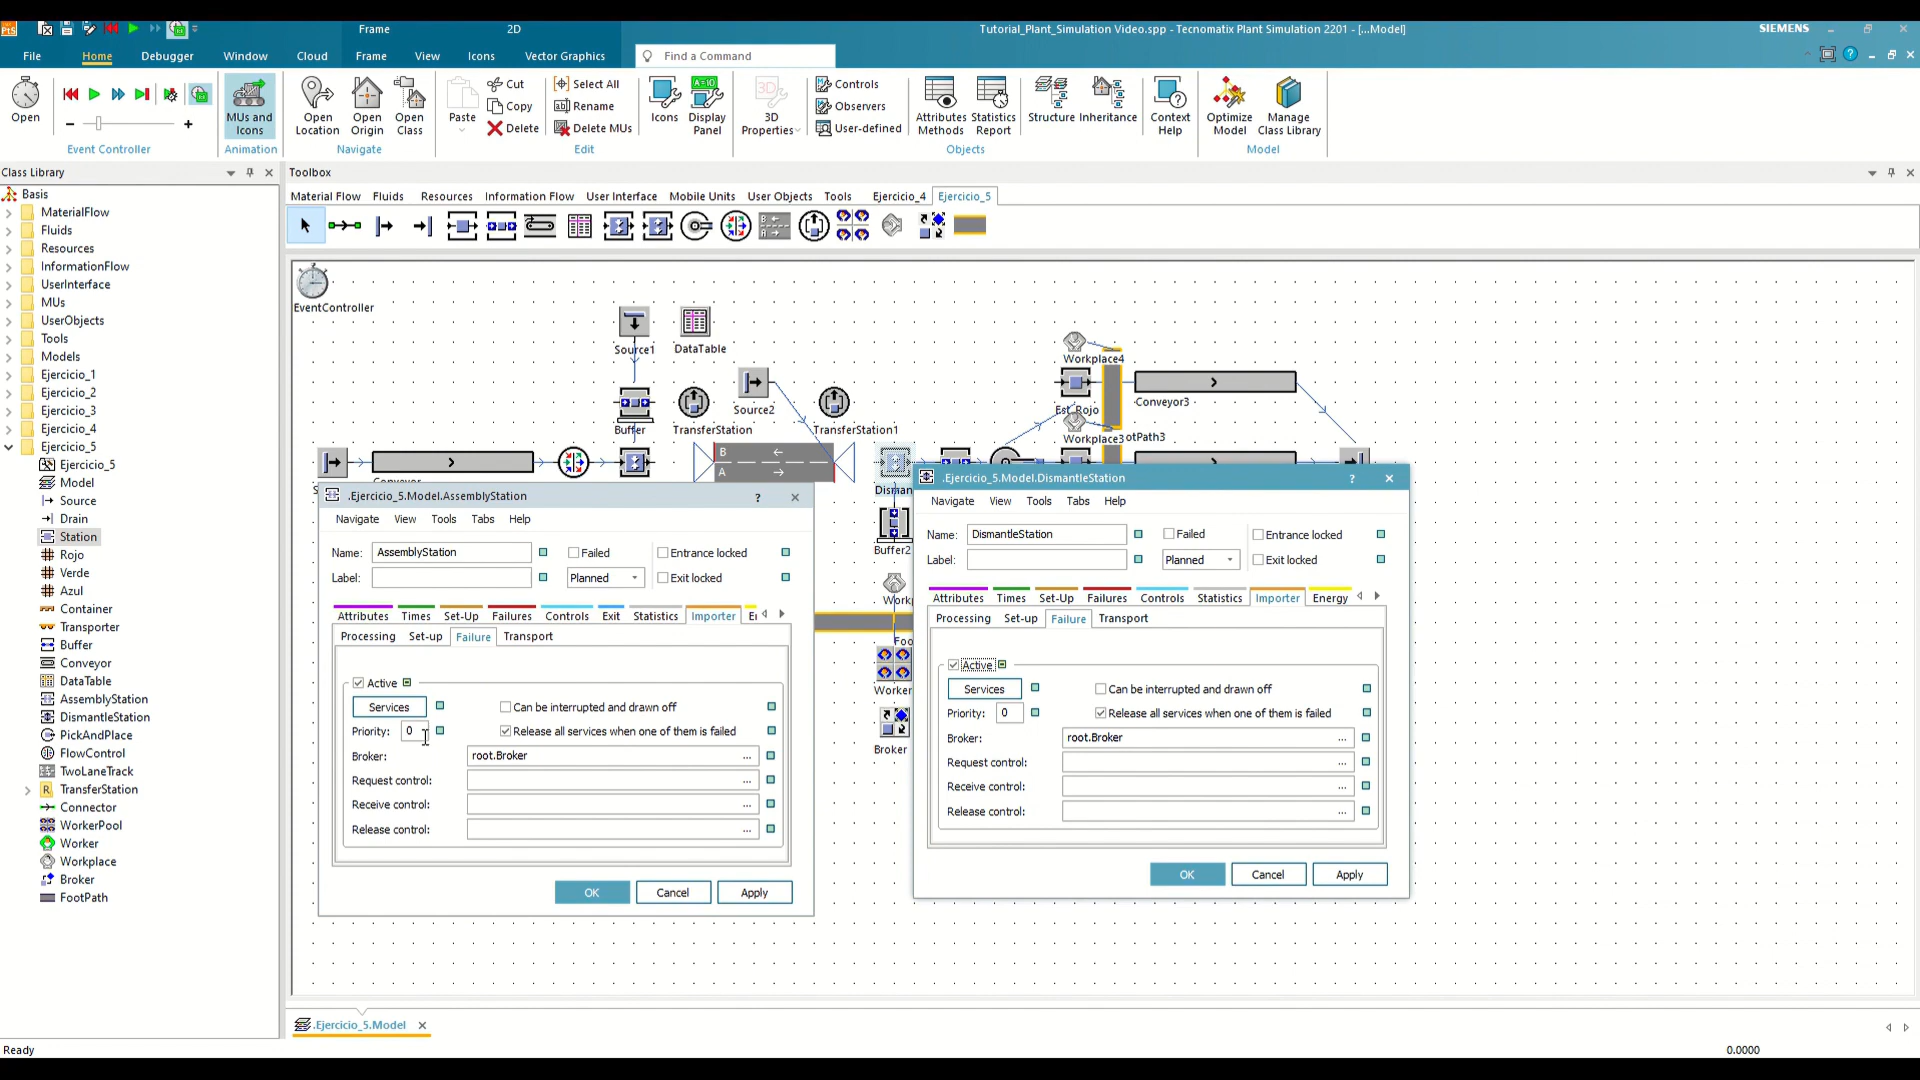 Frame
2D
Tutorial_Plant_Simulation Video.spp - Tecnomatix Plant Simulation 2201 - [...Model]
SIEMENS
File
Home
Debugger
Window
Cloud
Frame
View
Icons
Vector Graphics
Find a Command
Open
MUs and
Icons
Open
Location
Open
Origin
Open
Class
Paste
Cut
Copy
Delete
Select All
Rename
Delete MUs
Icons
Display
Panel
3D
Properties
Controls
Observers
User-defined
Attributes
Methods
Statistics
Report
Structure
Inheritance
Context
Help
Optimize
Model
Manage
Class Library
Event Controller
Animation
Navigate
Edit
Objects
Model
Class Library
Toolbox
Material Flow
Fluids
Resources
Information Flow
User Interface
Mobile Units
User Objects
Tools
Ejercicio_4
Ejercicio_5
Basis
MaterialFlow
Fluids
Resources
InformationFlow
UserInterface
MUs
UserObjects
Tools
Models
Ejercicio_1
Ejercicio_2
Ejercicio_3
Ejercicio_4
Ejercicio_5
Ejercicio_5
Model
Source
Drain
Station
Rojo
Verde
Azul
Container
Transporter
Buffer
Conveyor
DataTable
AssemblyStation
DismantleStation
PickAndPlace
FlowControl
TwoLaneTrack
TransferStation
Connector
WorkerPool
Worker
Workplace
Broker
FootPath
EventController
Source1
DataTable
Source2
Buffer
TransferStation
TransferStation1
B
A
Workplace4
Est_Rojo
Conveyor3
Workplace3
otPath3
Disman
Buffer2
Workp
Foo
Worker
Broker
.Ejercicio_5.Model.AssemblyStation
?
Navigate View Tools Tabs Help
Name: AssemblyStation
Failed
Entrance locked
Label:
Planned
Exit locked
Attributes Times Set-Up Failures Controls Exit Statistics Importer
Processing Set-up Failure Transport
Active
Services
Can be interrupted and drawn off
Priority: 0
Release all services when one of them is failed
Broker: root.Broker ...
Request control: ...
Receive control: ...
Release control: ...
OK Cancel Apply
.Ejercicio_5.Model.DismantleStation
?
Navigate View Tools Tabs Help
Name: DismantleStation
Failed
Entrance locked
Label:
Planned
Exit locked
Attributes Times Set-Up Failures Controls Statistics Importer Energy
Processing Set-up Failure Transport
Active
Services
Can be interrupted and drawn off
Priority: 0
Release all services when one of them is failed
Broker: root.Broker ...
Request control: ...
Receive control: ...
Release control: ...
OK Cancel Apply
.Ejercicio_5.Model
Ready
0.0000